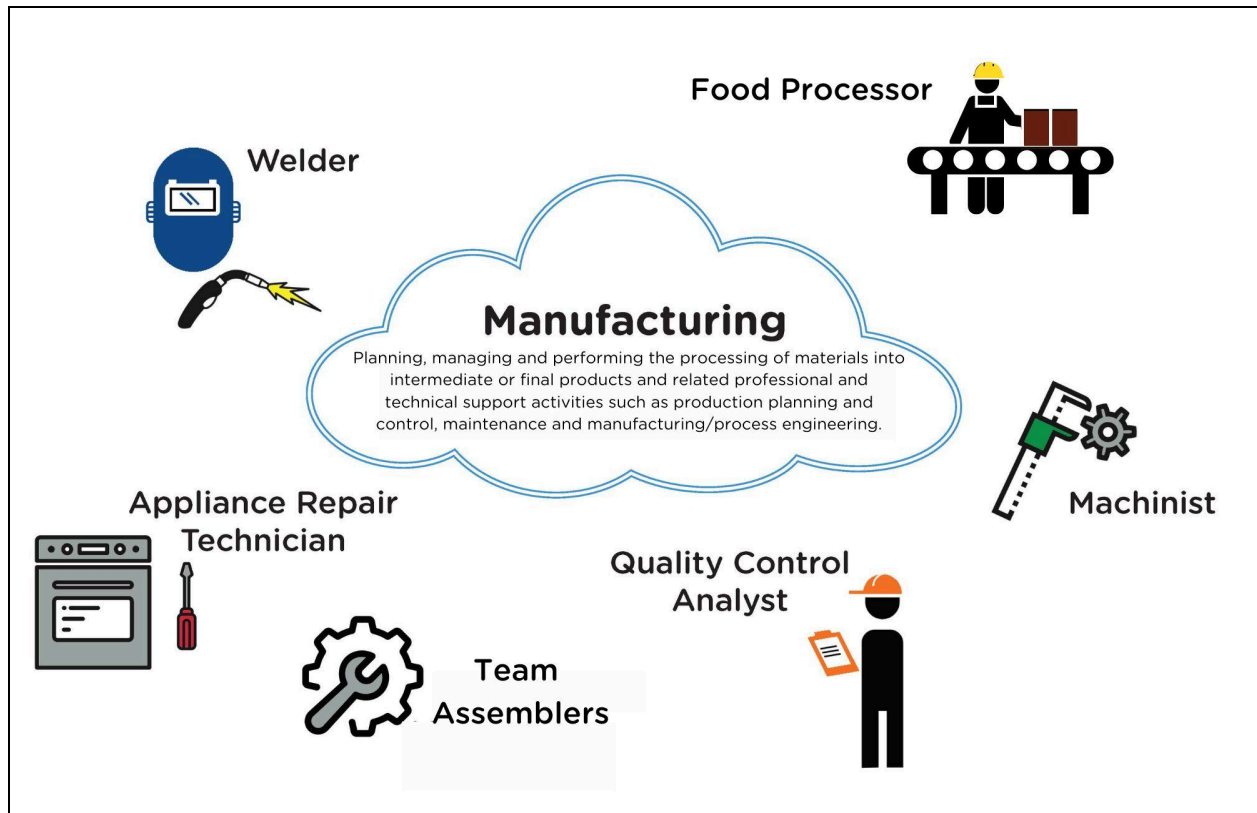 Food Processor
Welder
Manufacturing
Planning, managing and performing the processing of materials into
intermediate or final products and related professional and
technical support activities such as production planning and
control, maintenance and manufacturing/process engineering.
Machinist
Appliance Repair
Technician
Quality Control
Analyst
Team
Assemblers